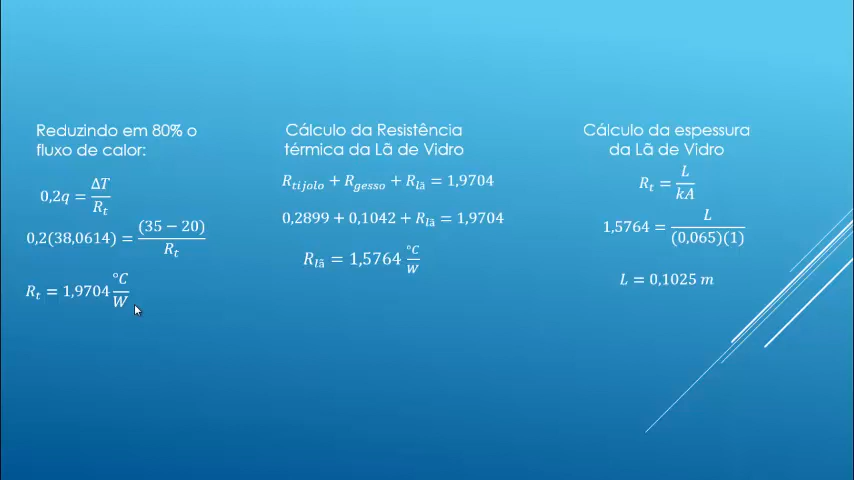 Reduzindo em 80% o
fluxo de calor:
0,2q = ΔT / R_t
0,2(38,0614) = (35 − 20) / R_t
R_t = 1,9704 °C / W
Cálculo da Resistência
térmica da Lã de Vidro
R_tijolo + R_gesso + R_lã = 1,9704
0,2899 + 0,1042 + R_lã = 1,9704
R_lã = 1,5764 °C / W
Cálculo da espessura
da Lã de Vidro
R_t = L / kA
1,5764 = L / (0,065)(1)
L = 0,1025 m